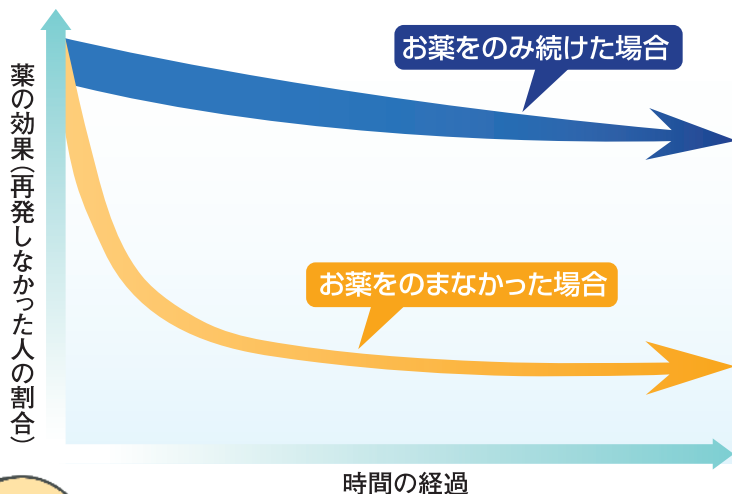 お薬をのみ続けた場合
薬の効果(再発しなかった人の割合)
お薬をのまなかった場合
時間の経過